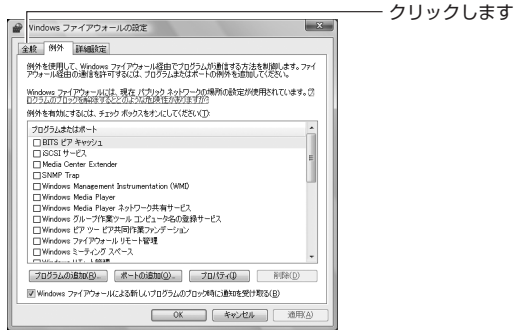 クリックします
Windows ファイアウォールの設定
全般 例外 詳細設定
例外を使用して、Windows ファイアウォール経由でプログラムが通信する方法を制御します。ファイ
アウォール経由の通信を許可するには、プログラムまたはポートの例外を追加してください。
Windows ファイアウォールには、現在 パブリック ネットワークの場所の設定が使用されています。プ
ログラムのブロックを解除するとどのような危険性がありますか?
例外を有効にするには、チェック ボックスをオンにしてください(T):
プログラムまたはポート
BITS ピア キャッシュ
iSCSI サービス
Media Center Extender
SNMP Trap
Windows Management Instrumentation (WMI)
Windows Media Player
Windows Media Player ネットワーク共有サービス
Windows グループ作業ツール コンピュータ名の登録サービス
Windows ピア ツー ピア共同作業ファンデーション
Windows ファイアウォール リモート管理
Windows ミーティング スペース
Windows リモート管理
プログラムの追加(R)... ポートの追加(O)... プロパティ(I) 削除(D)
Windows ファイアウォールによる新しいプログラムのブロック時に通知を受け取る(B)
OK キャンセル 適用(A)